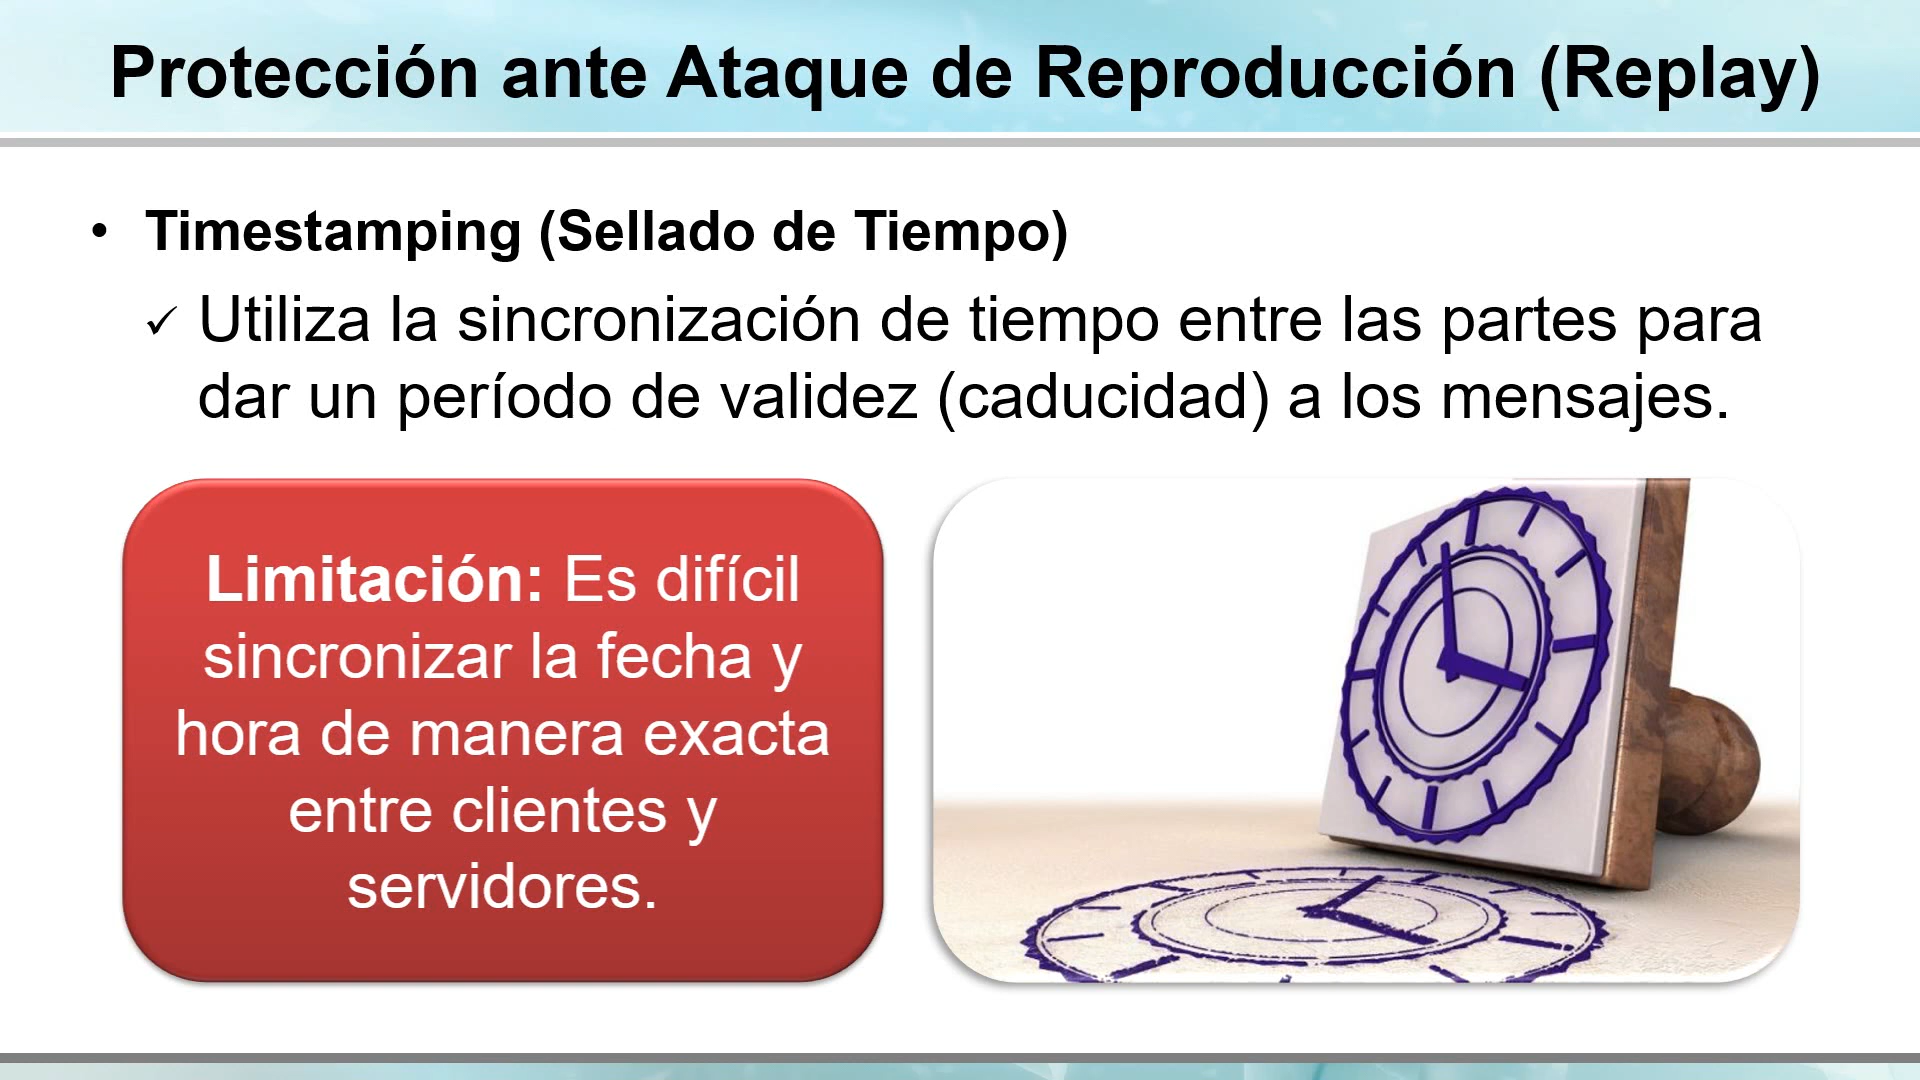 Protección ante Ataque de Reproducción (Replay)
• Timestamping (Sellado de Tiempo)
✓ Utiliza la sincronización de tiempo entre las partes para
dar un período de validez (caducidad) a los mensajes.
Limitación: Es difícil
sincronizar la fecha y
hora de manera exacta
entre clientes y
servidores.